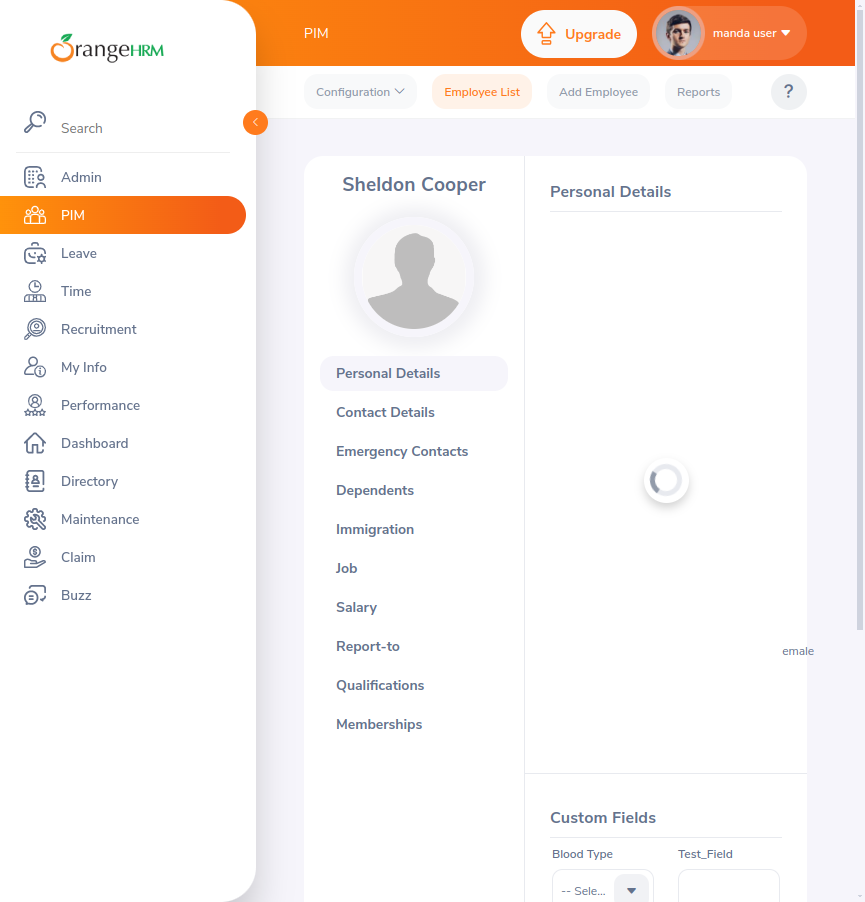 OrangeHRM
Search
Admin
PIM
Leave
Time
Recruitment
My Info
Performance
Dashboard
Directory
Maintenance
Claim
Buzz
PIM
Upgrade
manda user
Configuration
Employee List
Add Employee
Reports
?
Sheldon Cooper
Personal Details
Contact Details
Emergency Contacts
Dependents
Immigration
Job
Salary
Report-to
Qualifications
Memberships
Personal Details
emale
Custom Fields
Blood Type
Test_Field
-- Sele...